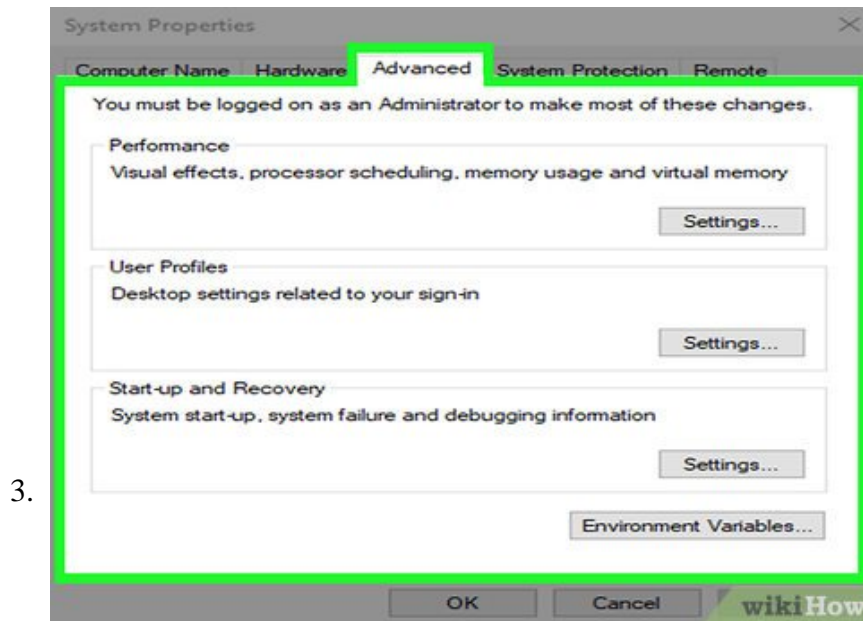 System Properties
Computer Name Hardware Advanced System Protection Remote
You must be logged on as an Administrator to make most of these changes.
Performance
Visual effects, processor scheduling, memory usage and virtual memory
Settings...
User Profiles
Desktop settings related to your sign-in
Settings...
Start-up and Recovery
System start-up, system failure and debugging information
Settings...
3.
Environment Variables...
OK Cancel
wikiHow